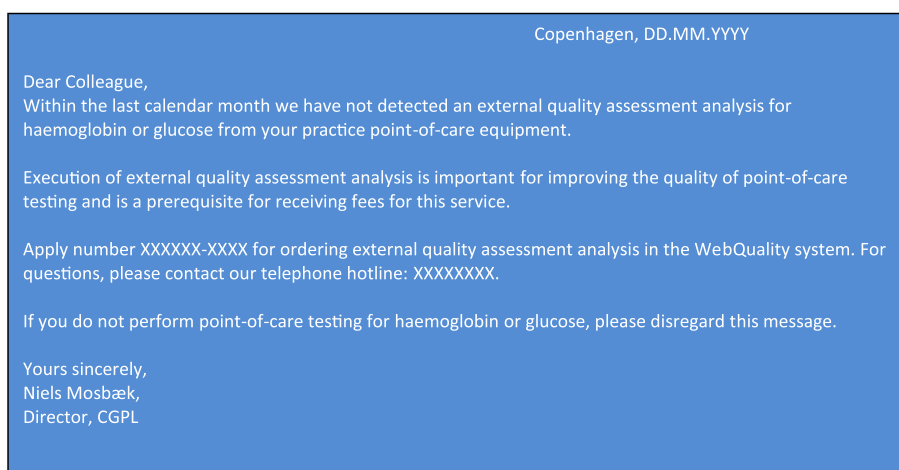 Copenhagen, DD.MM.YYYY
Dear Colleague,
Within the last calendar month we have not detected an external quality assessment analysis for
haemoglobin or glucose from your practice point-of-care equipment.
Execution of external quality assessment analysis is important for improving the quality of point-of-care
testing and is a prerequisite for receiving fees for this service.
Apply number XXXXXX-XXXX for ordering external quality assessment analysis in the WebQuality system. For
questions, please contact our telephone hotline: XXXXXXXX.
If you do not perform point-of-care testing for haemoglobin or glucose, please disregard this message.
Yours sincerely,
Niels Mosbæk,
Director, CGPL